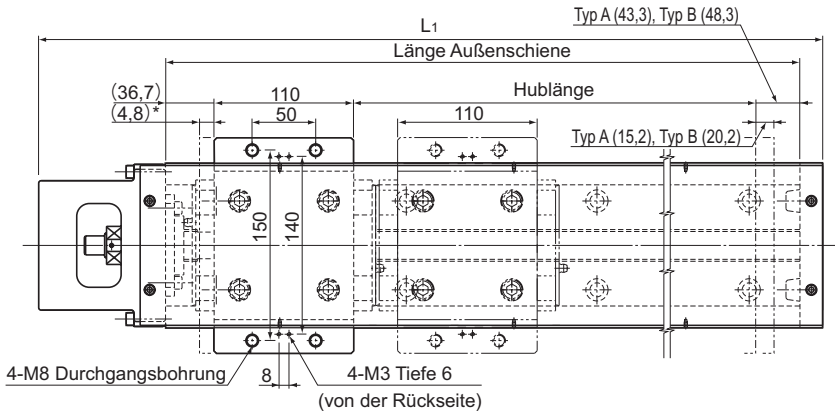 L1
Typ A (43,3), Typ B (48,3)
Länge Außenschiene
(36,7)
110
Hublänge
(4,8)*
50
110
Typ A (15,2), Typ B (20,2)
150
140
4-M8 Durchgangsbohrung
8
4-M3 Tiefe 6
(von der Rückseite)